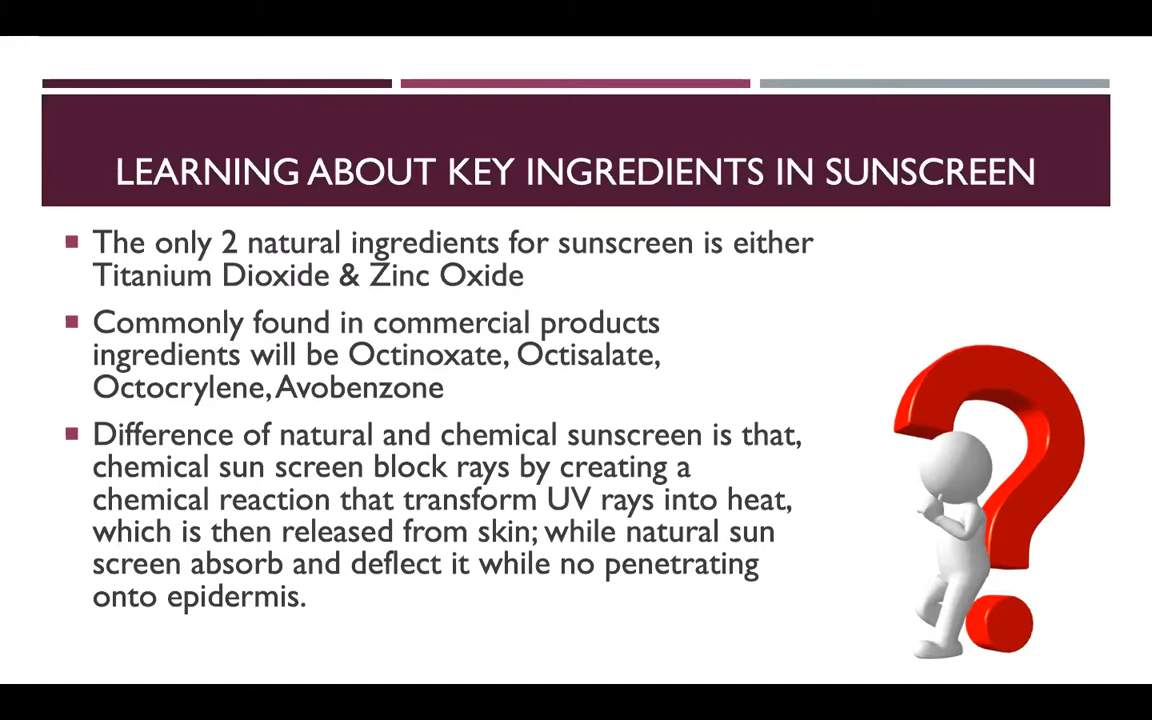 LEARNING ABOUT KEY INGREDIENTS IN SUNSCREEN
The only 2 natural ingredients for sunscreen is either
Titanium Dioxide & Zinc Oxide
Commonly found in commercial products
ingredients will be Octinoxate, Octisalate,
Octocrylene, Avobenzone
Difference of natural and chemical sunscreen is that,
chemical sun screen block rays by creating a
chemical reaction that transform UV rays into heat,
which is then released from skin; while natural sun
screen absorb and deflect it while no penetrating
onto epidermis.